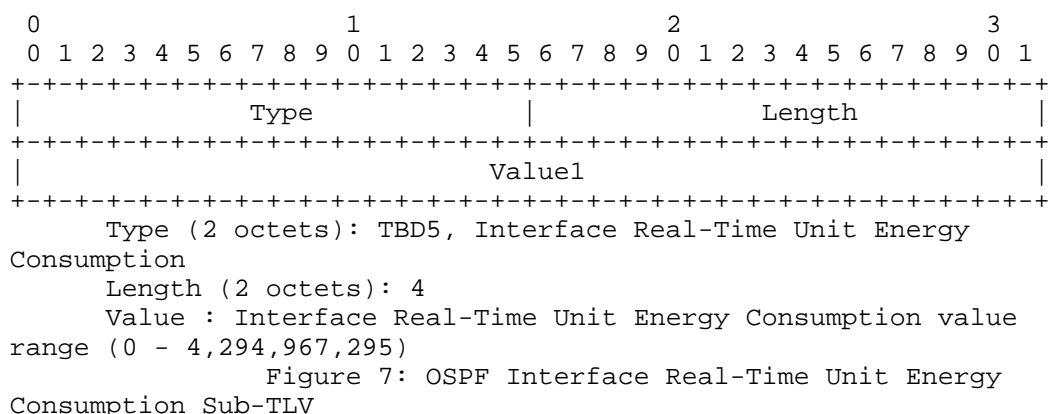 0                   1                   2                   3
0 1 2 3 4 5 6 7 8 9 0 1 2 3 4 5 6 7 8 9 0 1 2 3 4 5 6 7 8 9 0 1
+-+-+-+-+-+-+-+-+-+-+-+-+-+-+-+-+-+-+-+-+-+-+-+-+-+-+-+-+-+-+-+-+
|              Type             |             Length            |
+-+-+-+-+-+-+-+-+-+-+-+-+-+-+-+-+-+-+-+-+-+-+-+-+-+-+-+-+-+-+-+-+
|                            Value1                             |
+-+-+-+-+-+-+-+-+-+-+-+-+-+-+-+-+-+-+-+-+-+-+-+-+-+-+-+-+-+-+-+-+
Type (2 octets): TBD5, Interface Real-Time Unit Energy
Consumption
Length (2 octets): 4
Value : Interface Real-Time Unit Energy Consumption value
range (0 - 4,294,967,295)
Figure 7: OSPF Interface Real-Time Unit Energy
Consumption Sub-TLV